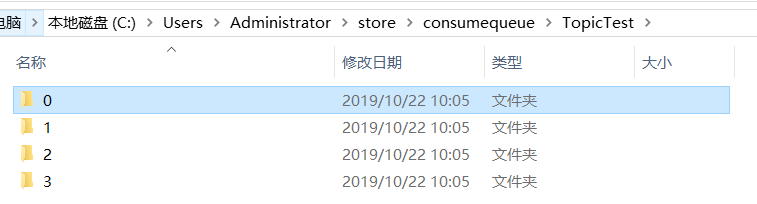 电脑 > 本地磁盘 (C:) > Users > Administrator > store > consumequeue > TopicTest >
名称 修改日期 类型 大小
0 2019/10/22 10:05 文件夹
1 2019/10/22 10:05 文件夹
2 2019/10/22 10:05 文件夹
3 2019/10/22 10:05 文件夹